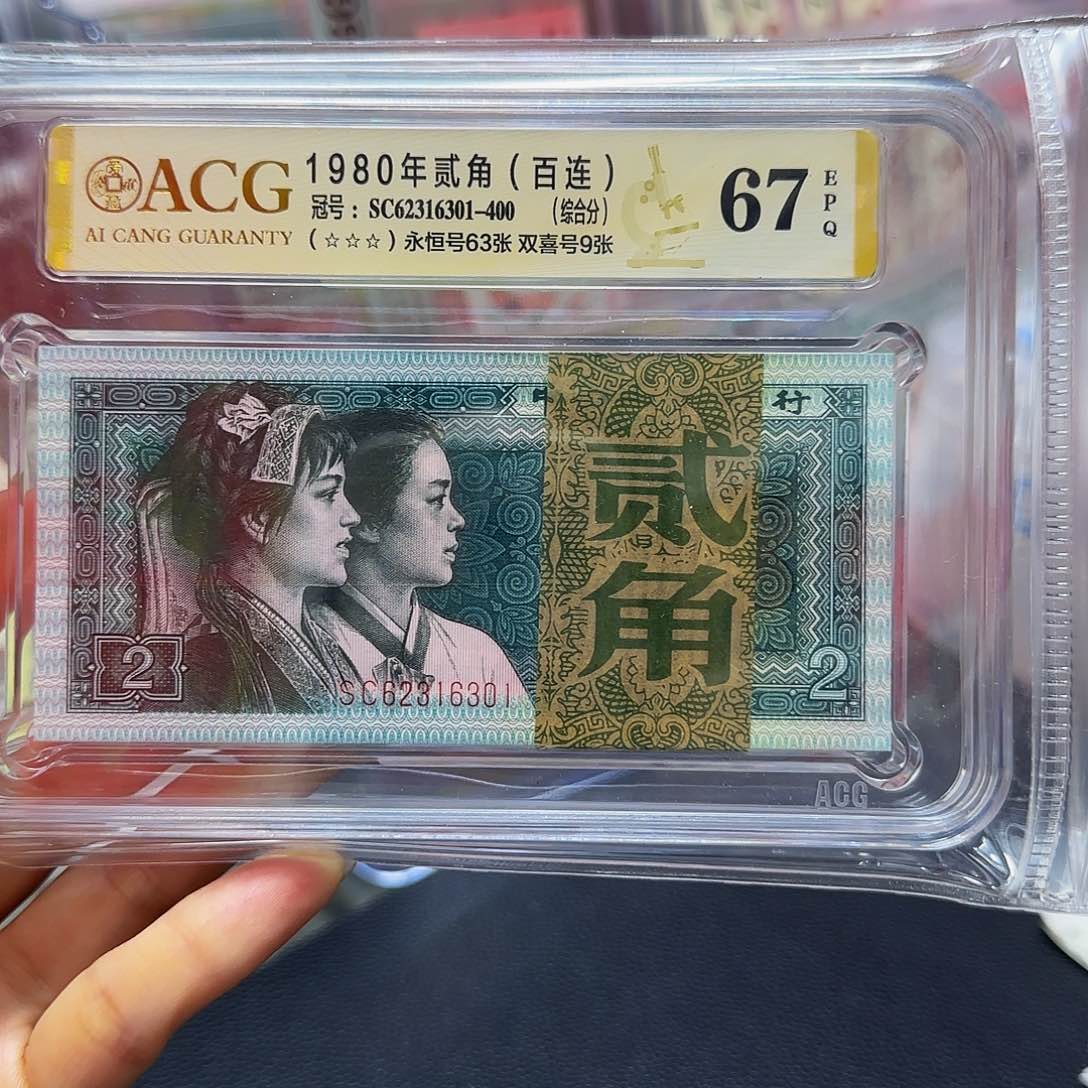 ACG
AI CANG GUARANTY
1980年贰角（百连）
冠号：SC62316301-400 （综合分）
（☆☆☆）永恒号63张 双喜号9张
67
EPQ
行
贰角
2
SC62316301
2
ACG